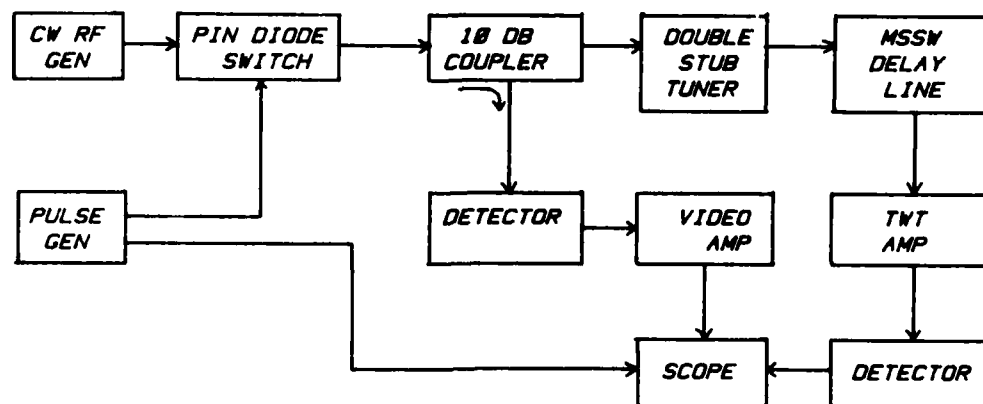 CW RF
GEN
PIN DIODE
SWITCH
10 DB
COUPLER
DOUBLE
STUB
TUNER
MSSW
DELAY
LINE
PULSE
GEN
DETECTOR
VIDEO
AMP
TWT
AMP
SCOPE
DETECTOR